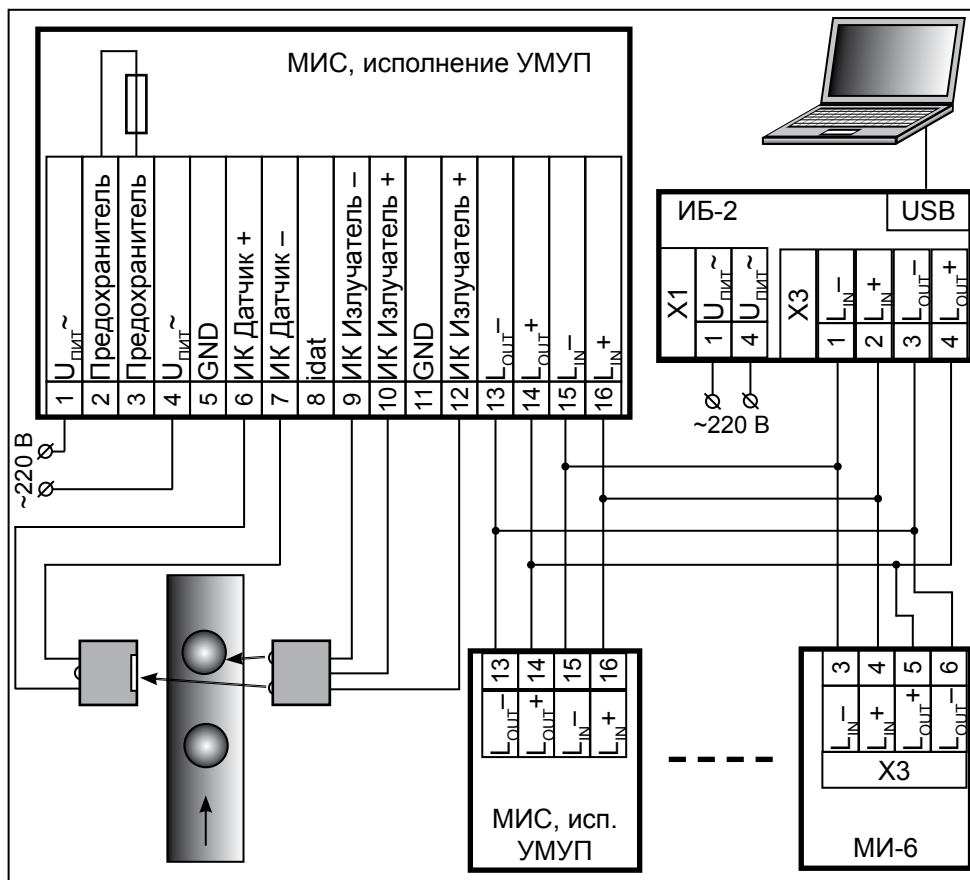 МИС, исполнение УМУП
U ПИТ ~
Предохранитель
Предохранитель
U ПИТ ~
GND
ИК Датчик +
ИК Датчик –
idat
ИК Излучатель –
ИК Излучатель +
GND
ИК Излучатель +
L OUT –
L OUT +
L IN –
L IN +
1 2 3 4 5 6 7 8 9 10 11 12 13 14 15 16
~220 В
ИБ-2
USB
X1
U ПИТ ~
U ПИТ ~
1 4
X3
L IN –
L IN +
L OUT –
L OUT +
1 2 3 4
~220 В
13 14 15 16
L OUT –
L OUT +
L IN –
L IN +
МИС, исп.
УМУП
3 4 5 6
L IN –
L IN +
L OUT +
L OUT –
X3
МИ-6